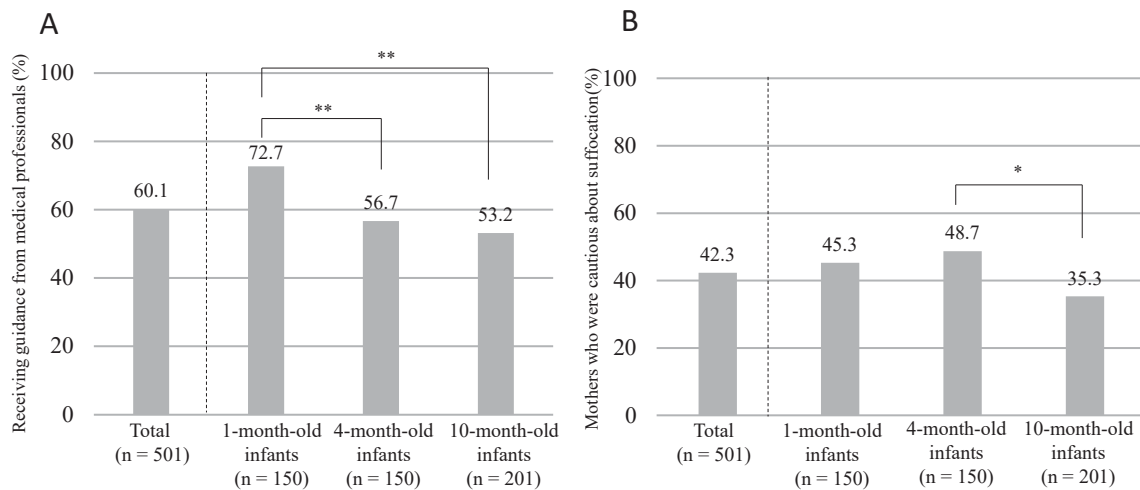 A
Receiving guidance from medical professionals (%)
100
80
60
40
20
0
**
**
60.1
72.7
56.7
53.2
Total
(n = 501)
1-month-old
infants
(n = 150)
4-month-old
infants
(n = 150)
10-month-old
infants
(n = 201)
B
Mothers who were cautious about suffocation(%)
100
80
60
40
20
0
*
42.3
45.3
48.7
35.3
Total
(n = 501)
1-month-old
infants
(n = 150)
4-month-old
infants
(n = 150)
10-month-old
infants
(n = 201)